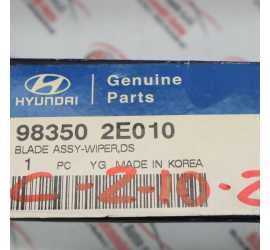 HYUNDAI
Genuine
Parts
98350 2E010
BLADE ASSY-WIPER,DS
1 PC YG MADE IN KOREA
C-2-10-2